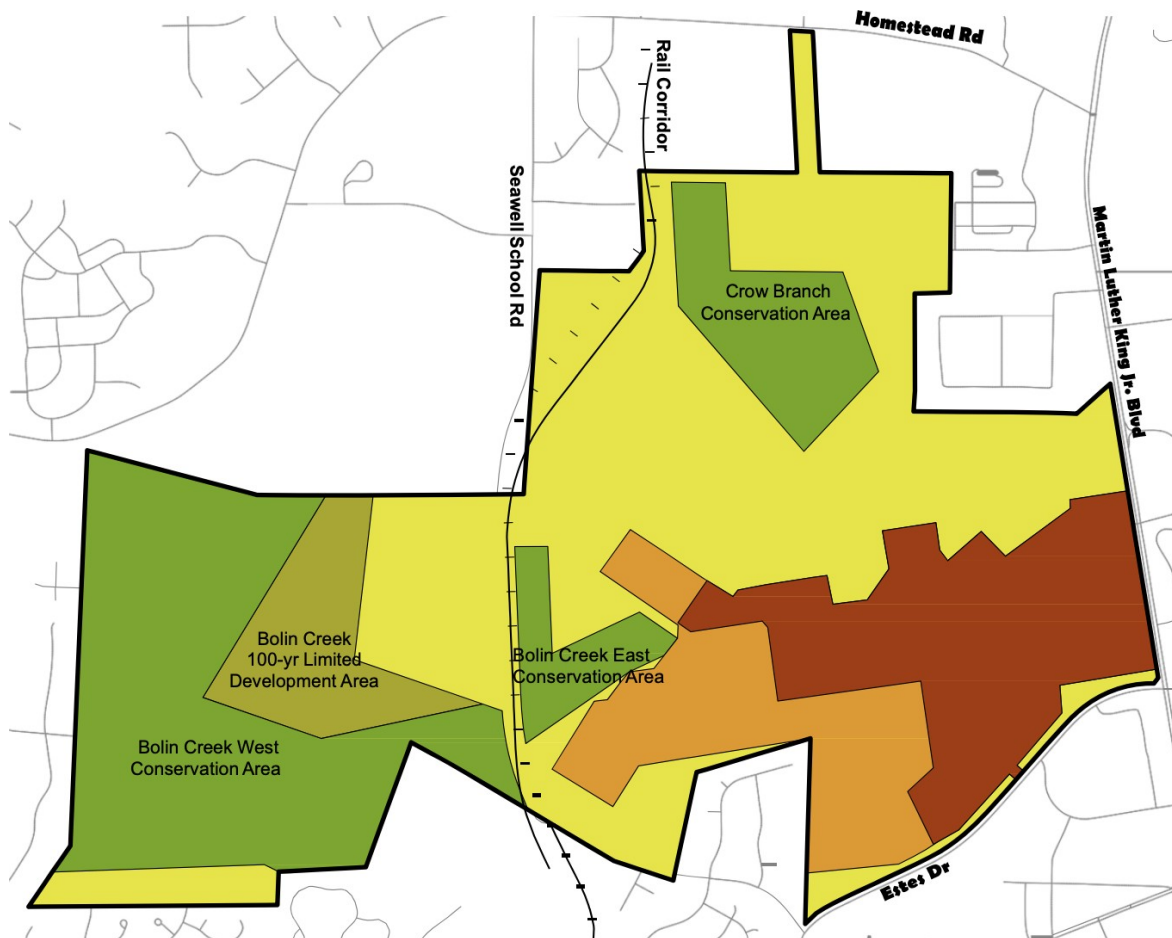 Homestead Rd
Rail Corridor
Seawell School Rd
Martin Luther King Jr. Blvd
Crow Branch
Conservation Area
Bolin Creek
100-yr Limited
Development Area
Bolin Creek East
Conservation Area
Bolin Creek West
Conservation Area
Estes Dr